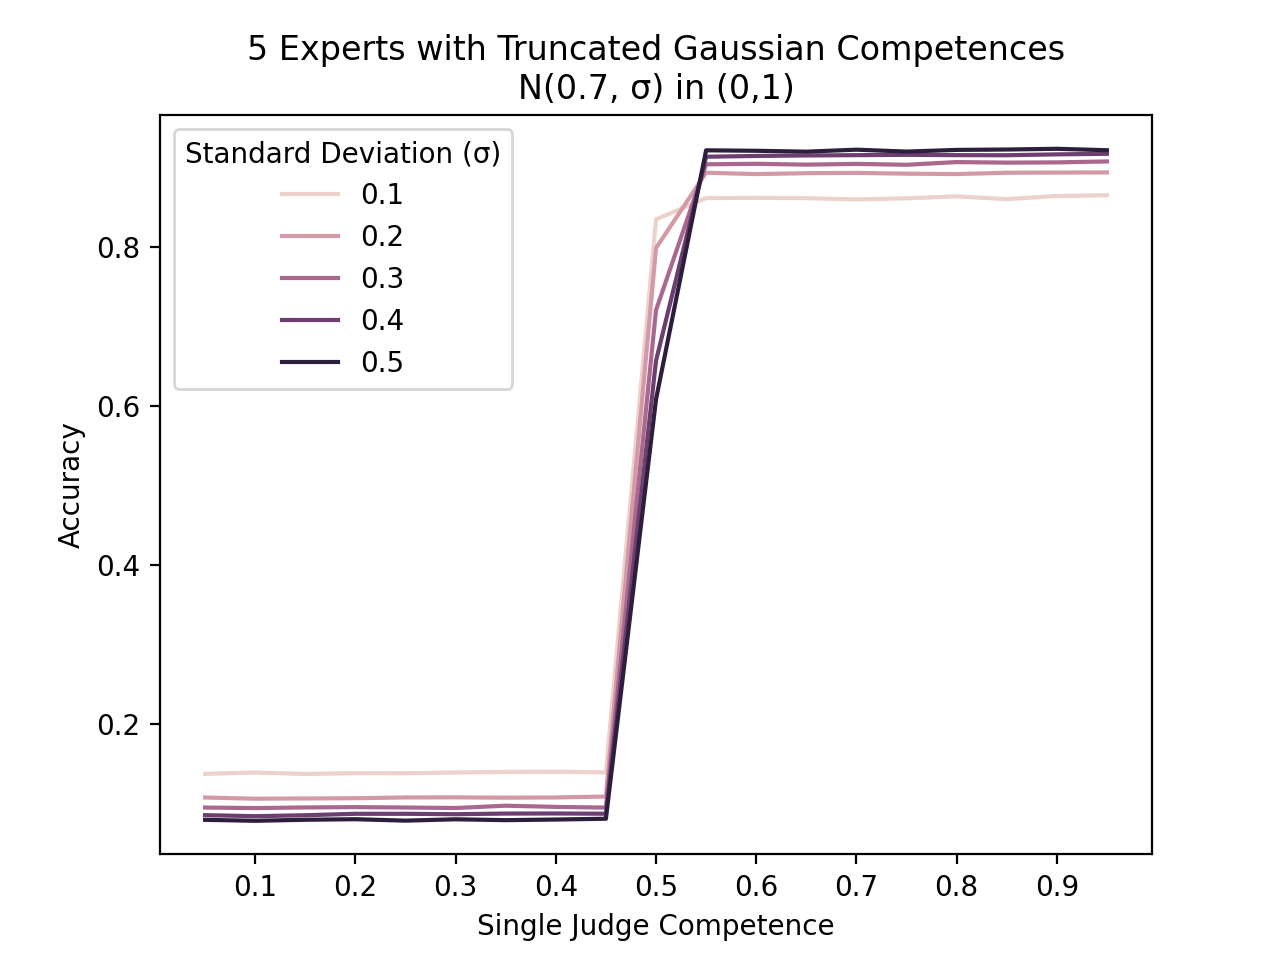 5 Experts with Truncated Gaussian Competences
N(0.7, σ) in (0,1)
Standard Deviation (σ)
0.1
0.2
0.3
0.4
0.5
Accuracy
0.8
0.6
0.4
0.2
0.1 0.2 0.3 0.4 0.5 0.6 0.7 0.8 0.9
Single Judge Competence